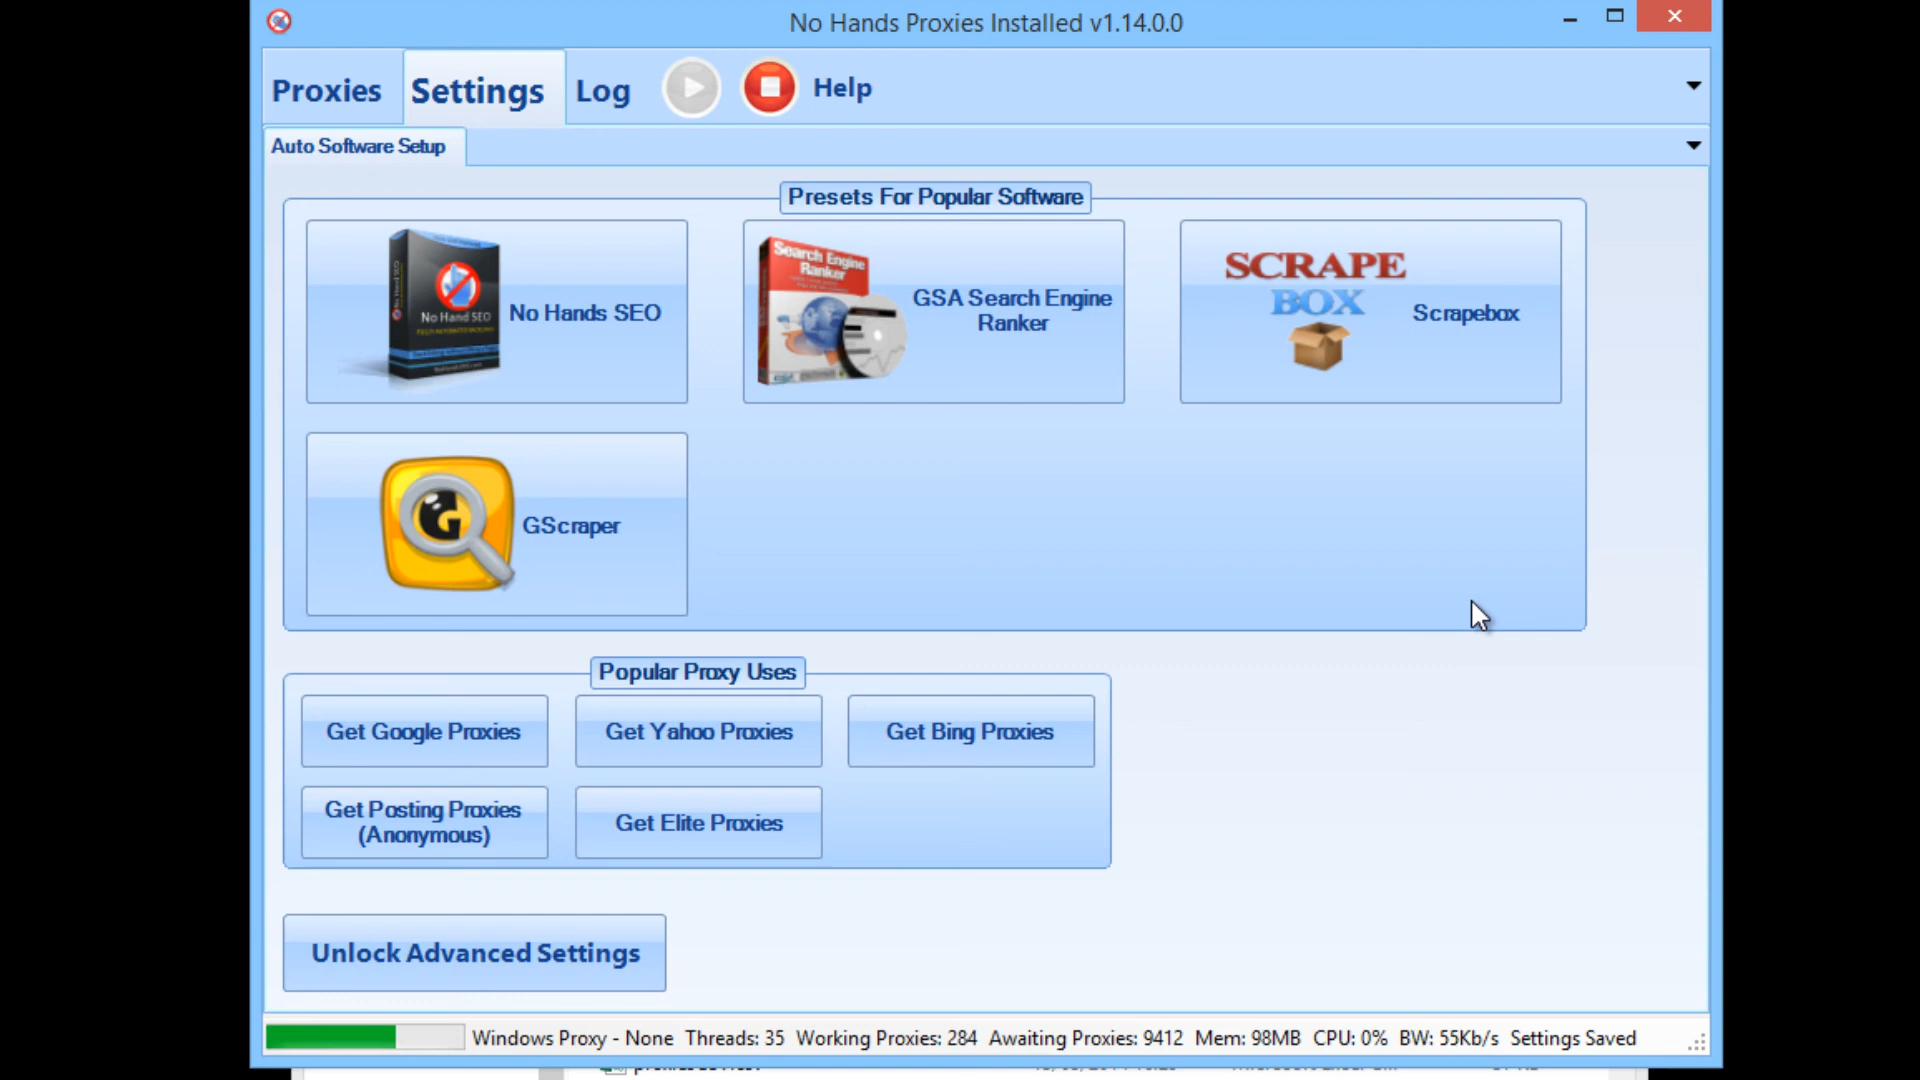 No Hands Proxies Installed v1.14.0.0
Proxies Settings Log Help
Auto Software Setup
Presets For Popular Software
No Hand SEO
No Hands SEO
Search Engine
Ranker
GSA Search Engine
Ranker
SCRAPE
BOX
Scrapebox
G
GScraper
Popular Proxy Uses
Get Google Proxies
Get Yahoo Proxies
Get Bing Proxies
Get Posting Proxies
(Anonymous)
Get Elite Proxies
Unlock Advanced Settings
Windows Proxy - None Threads: 35 Working Proxies: 284 Awaiting Proxies: 9412 Mem: 98MB CPU: 0% BW: 55Kb/s Settings Saved